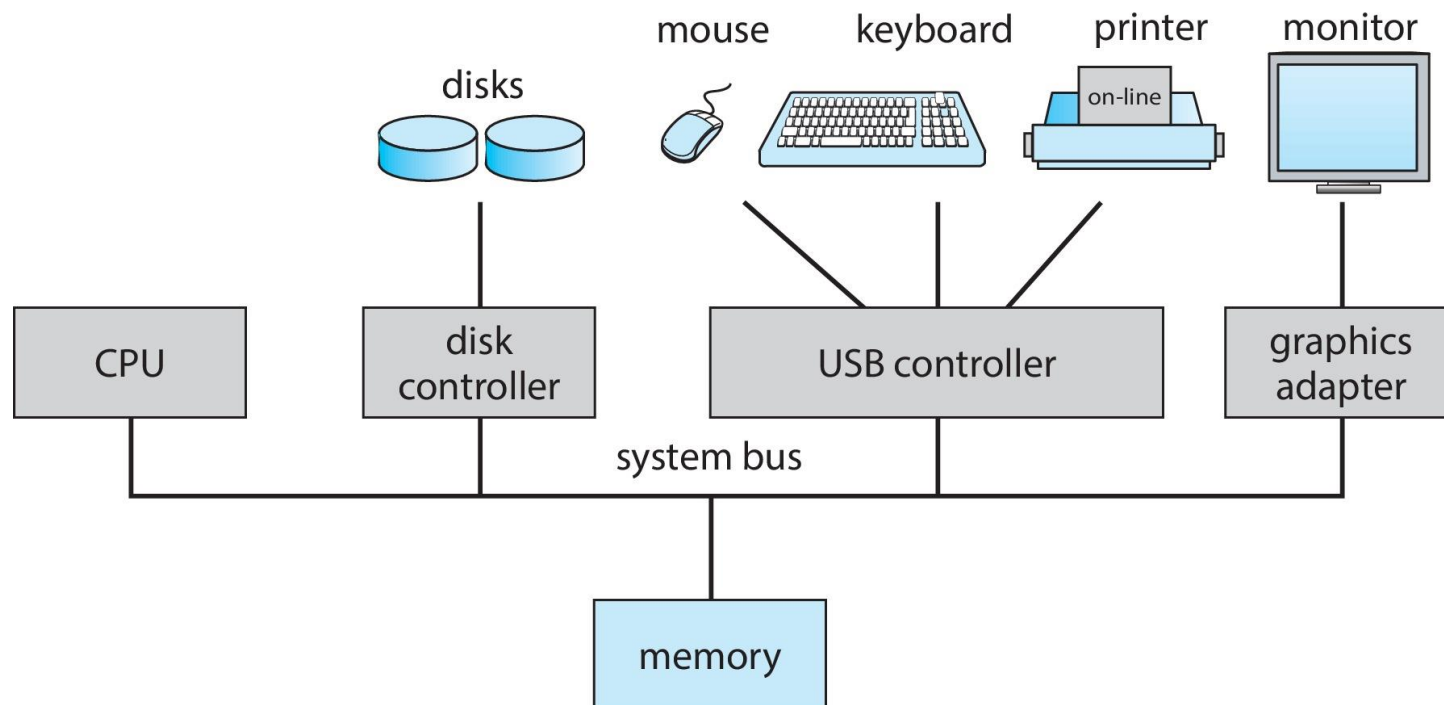 mouse
keyboard
printer
monitor
disks
on-line
CPU
disk
controller
USB controller
graphics
adapter
system bus
memory